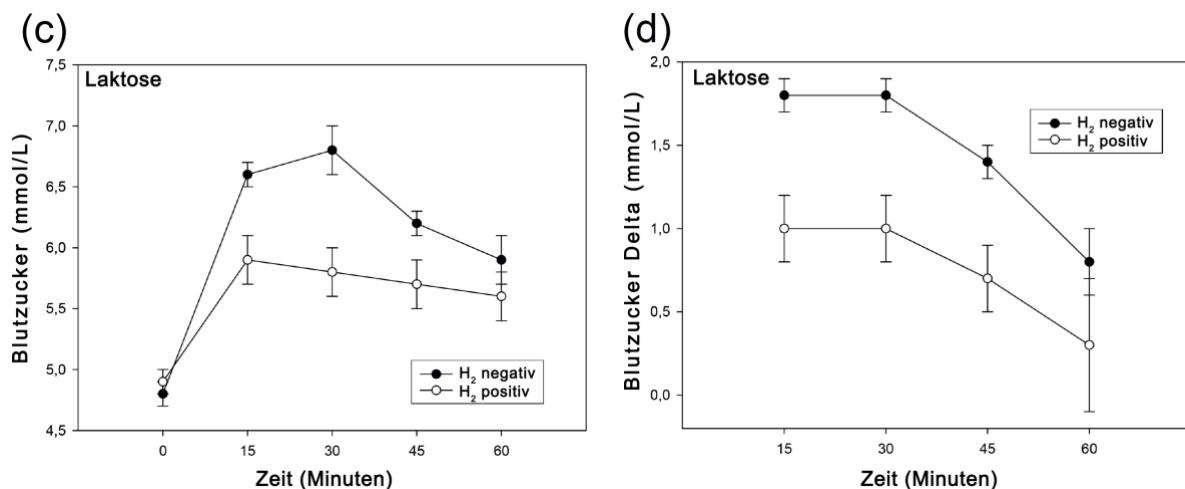 (c)
Laktose
Blutzucker (mmol/L)
7,5
7,0
6,5
6,0
5,5
5,0
4,5
H₂ negativ
H₂ positiv
0 15 30 45 60
Zeit (Minuten)
(d)
Laktose
Blutzucker Delta (mmol/L)
2,0
1,5
1,0
0,5
0,0
H₂ negativ
H₂ positiv
15 30 45 60
Zeit (Minuten)